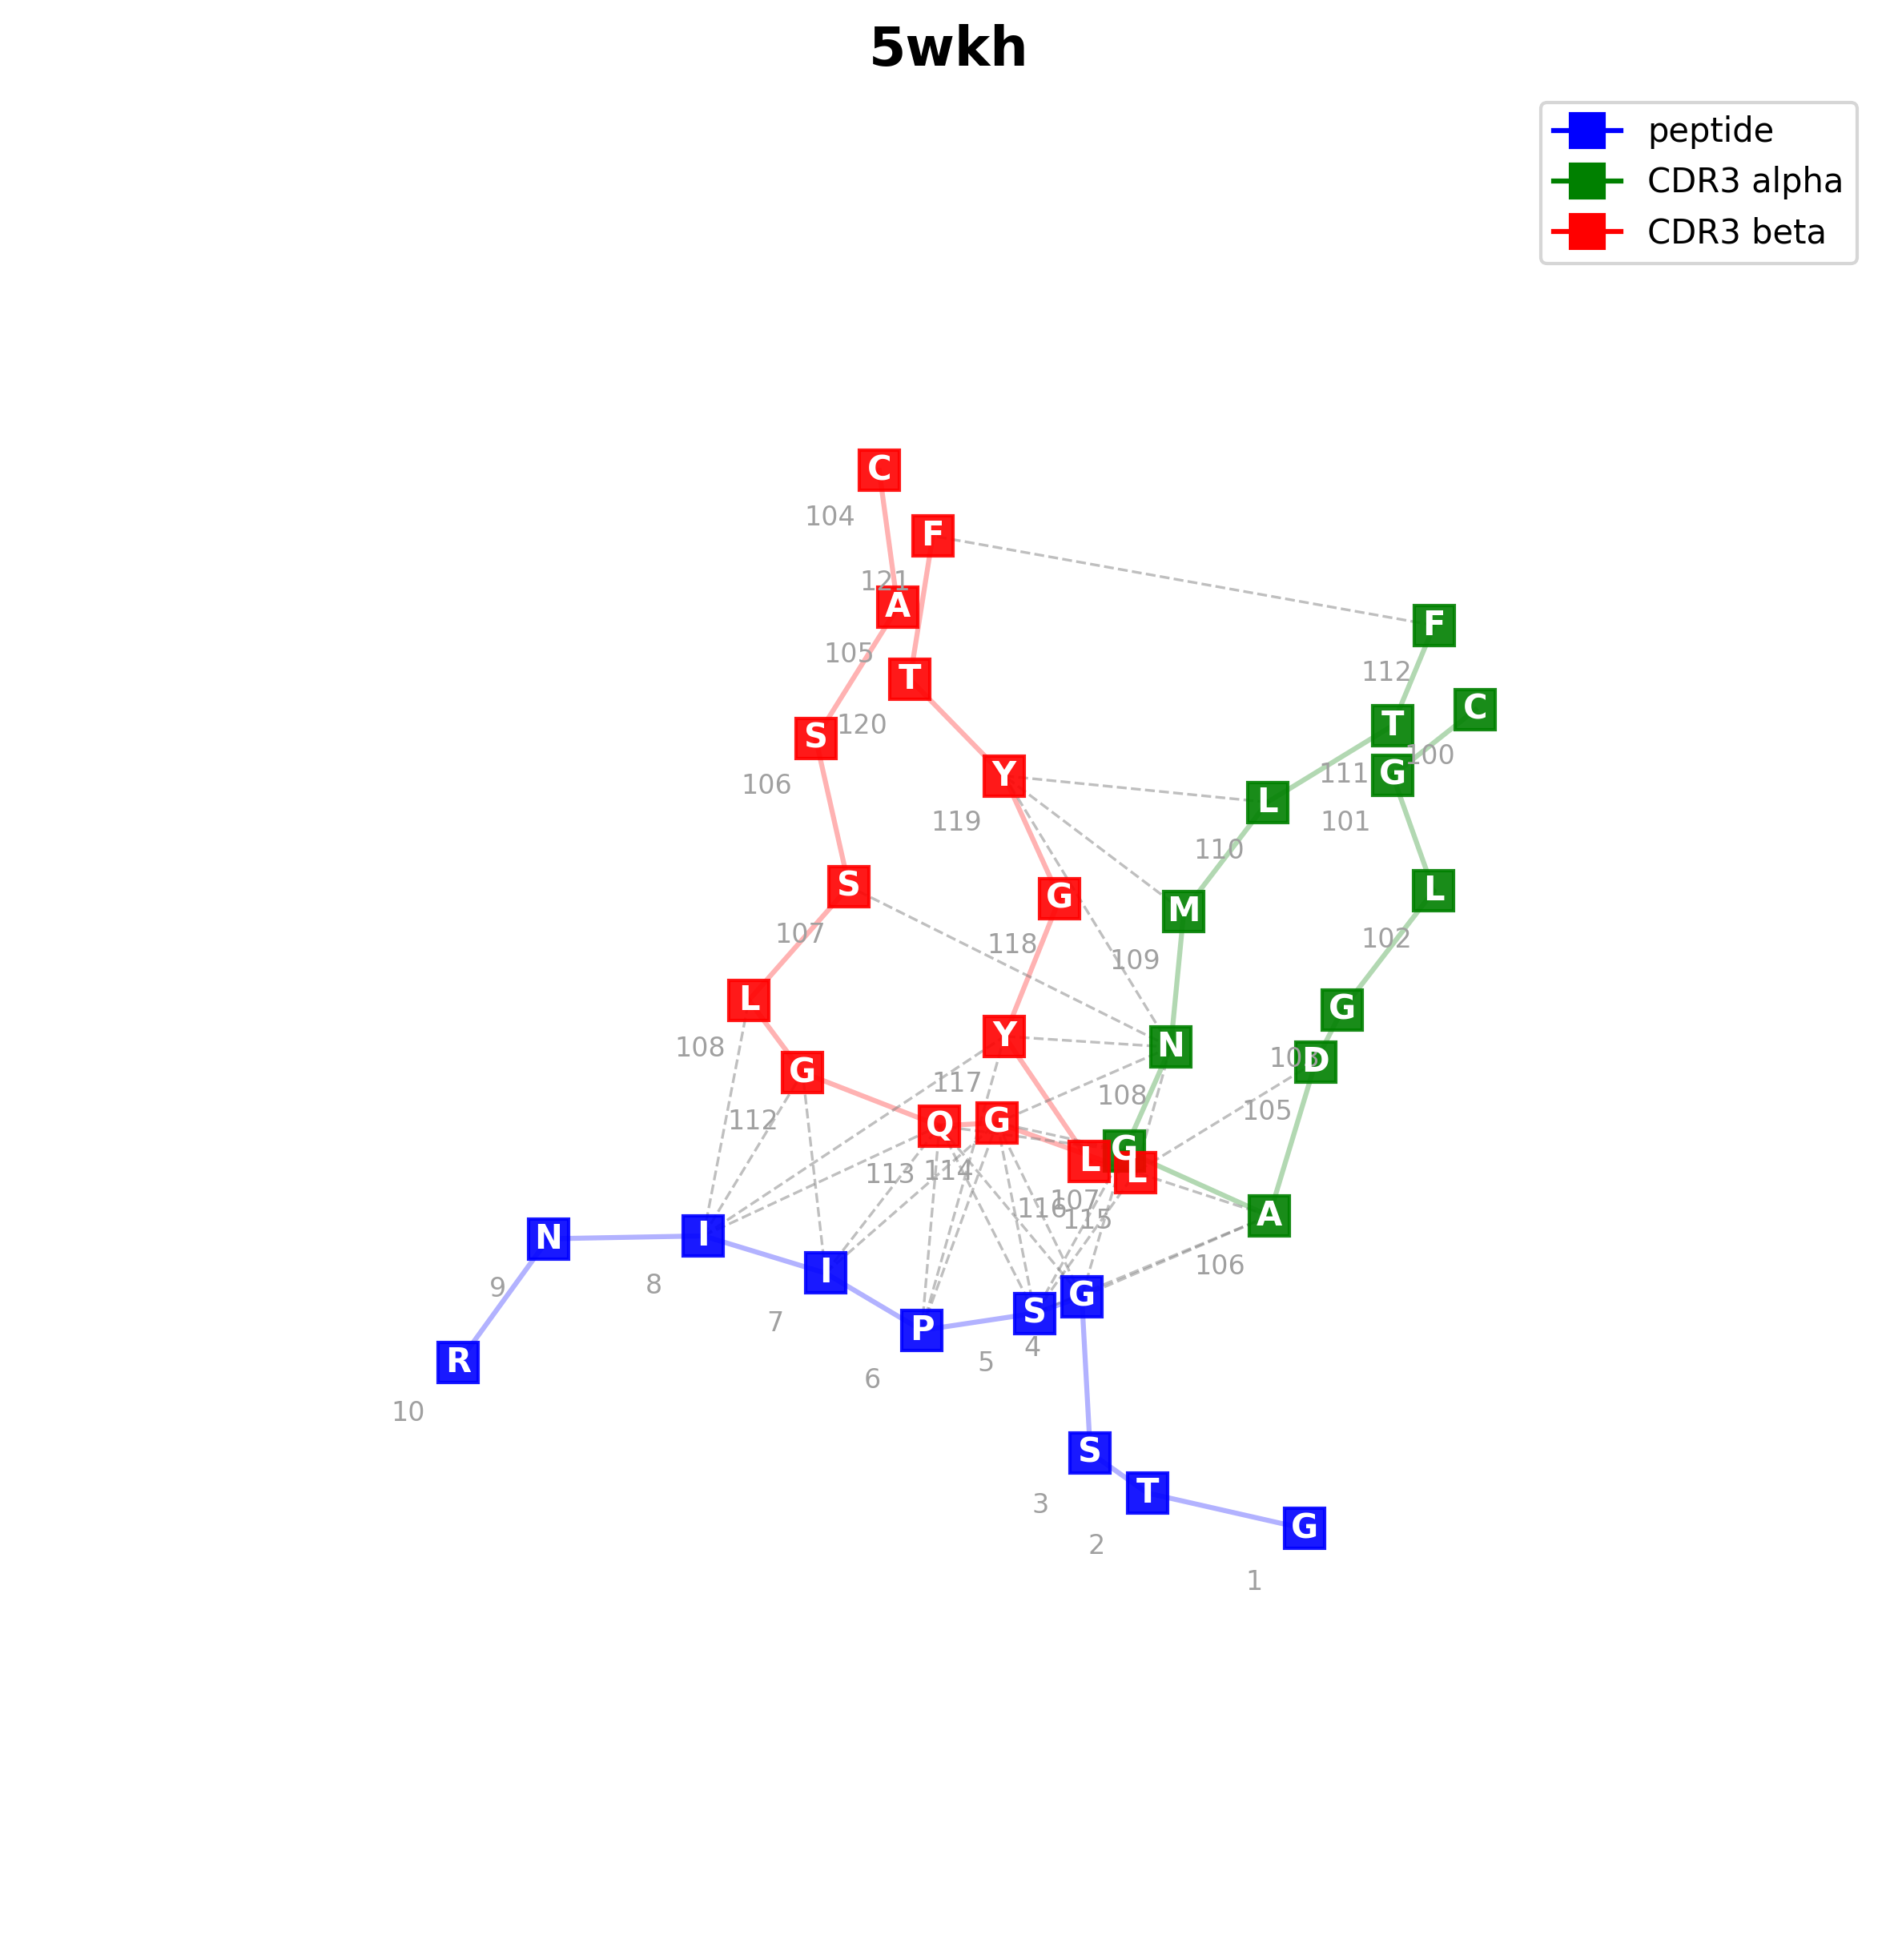 5wkh
peptide
CDR3 alpha
CDR3 beta
C
104
F
121
A
105
F
112
T
120
C
100
T
111
S
106
G
101
Y
119
L
110
S
107
L
102
G
118
M
109
L
108
G
103
Y
117
N
108
D
105
G
112
Q
113
G
114
G
107
L
116
L
115
A
106
N
9
I
8
I
7
G
4
S
5
P
6
R
10
S
3
T
2
G
1